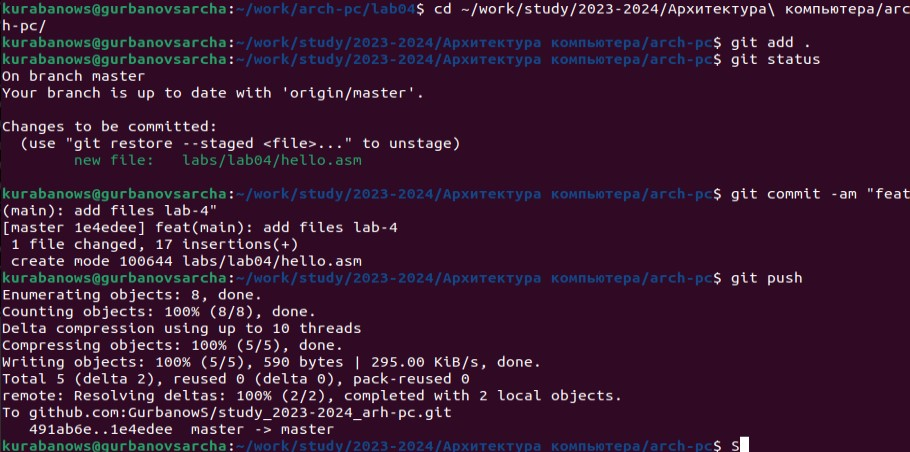 kurabanows@gurbanovsarcha:~/work/arch-pc/lab04$ cd ~/work/study/2023-2024/Архитектура\ компьютера/arc
h-pc/
kurabanows@gurbanovsarcha:~/work/study/2023-2024/Архитектура компьютера/arch-pc$ git add .
kurabanows@gurbanovsarcha:~/work/study/2023-2024/Архитектура компьютера/arch-pc$ git status
On branch master
Your branch is up to date with 'origin/master'.
Changes to be committed:
  (use "git restore --staged <file>..." to unstage)
        new file:   labs/lab04/hello.asm
kurabanows@gurbanovsarcha:~/work/study/2023-2024/Архитектура компьютера/arch-pc$ git commit -am "feat
(main): add files lab-4"
[master 1e4edee] feat(main): add files lab-4
 1 file changed, 17 insertions(+)
 create mode 100644 labs/lab04/hello.asm
kurabanows@gurbanovsarcha:~/work/study/2023-2024/Архитектура компьютера/arch-pc$ git push
Enumerating objects: 8, done.
Counting objects: 100% (8/8), done.
Delta compression using up to 10 threads
Compressing objects: 100% (5/5), done.
Writing objects: 100% (5/5), 590 bytes | 295.00 KiB/s, done.
Total 5 (delta 2), reused 0 (delta 0), pack-reused 0
remote: Resolving deltas: 100% (2/2), completed with 2 local objects.
To github.com:GurbanowS/study_2023-2024_arh-pc.git
   491ab6e..1e4edee  master -> master
kurabanows@gurbanovsarcha:~/work/study/2023-2024/Архитектура компьютера/arch-pc$ S